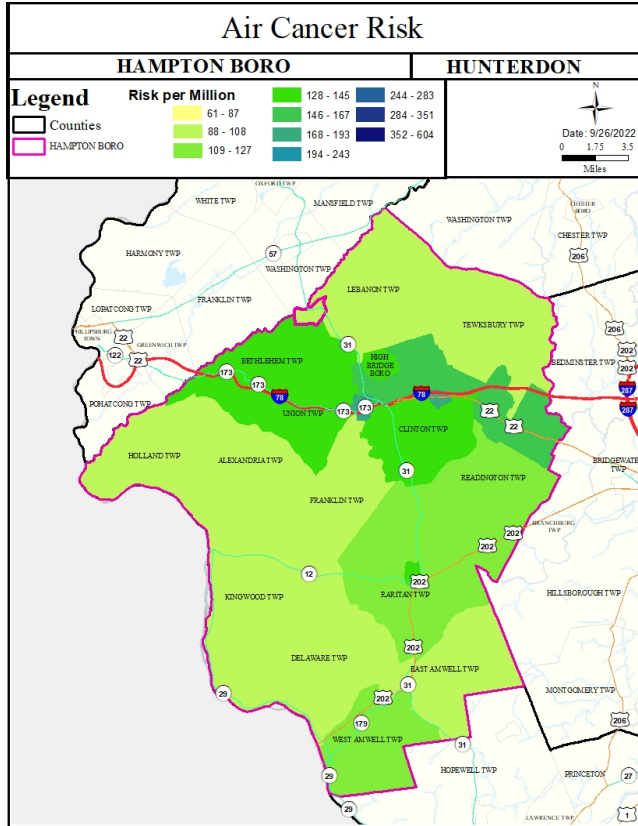 Air Cancer Risk
HAMPTON BORO
HUNTERDON
Legend
Counties
HAMPTON BORO
Risk per Million
61 - 87
88 - 108
109 - 127
128 - 145
146 - 167
168 - 193
194 - 243
244 - 283
284 - 351
352 - 604
N
Date: 9/26/2022
0 1.75 3.5
Miles
OXFORD TWP
WHITE TWP
MANSFIELD TWP
WASHINGTON TWP
CHESTER BORO
CHESTER TWP
206
HARMONY TWP
57
WASHINGTON TWP
LEBANON TWP
FRANKLIN TWP
LOPATCONG TWP
TEWKSBURY TWP
PHILLIPSBURG TOWN
22
122
22
GREENWICH TWP
31
206
202
BEDMINSTER TWP
202
HIGH BRIDGE BORO
BETHLEHEM TWP
173
173
78
78
287
287
POHATCONG TWP
UNION TWP
173
173
22
22
CLINTON TWP
HOLLAND TWP
ALEXANDRIA TWP
31
BRIDGEWATER TWP
READINGTON TWP
FRANKLIN TWP
BRANCHBURG TWP
202
202
12
202
KINGWOOD TWP
RARITAN TWP
HILLSBOROUGH TWP
202
DELAWARE TWP
EAST AMWELL TWP
31
29
202
MONTGOMERY TWP
179
206
WEST AMWELL TWP
31
HOPEWELL TWP
29
PRINCETON
27
29
LAWRENCE TWP
1